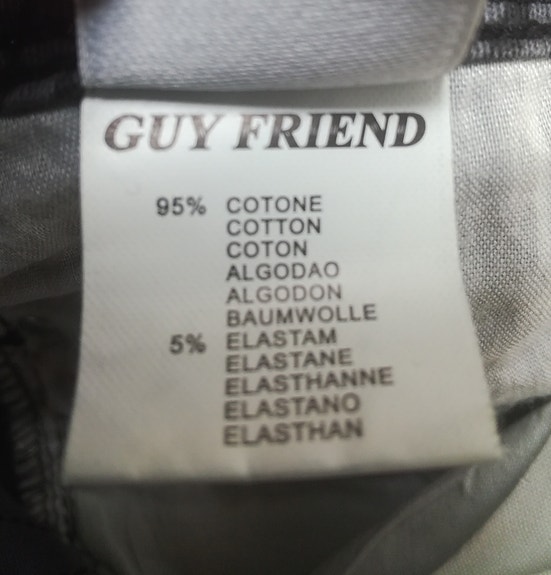 GUY FRIEND
95% COTONE
COTTON
COTON
ALGODAO
ALGODON
BAUMWOLLE
5% ELASTAM
ELASTANE
ELASTHANNE
ELASTANO
ELASTHAN